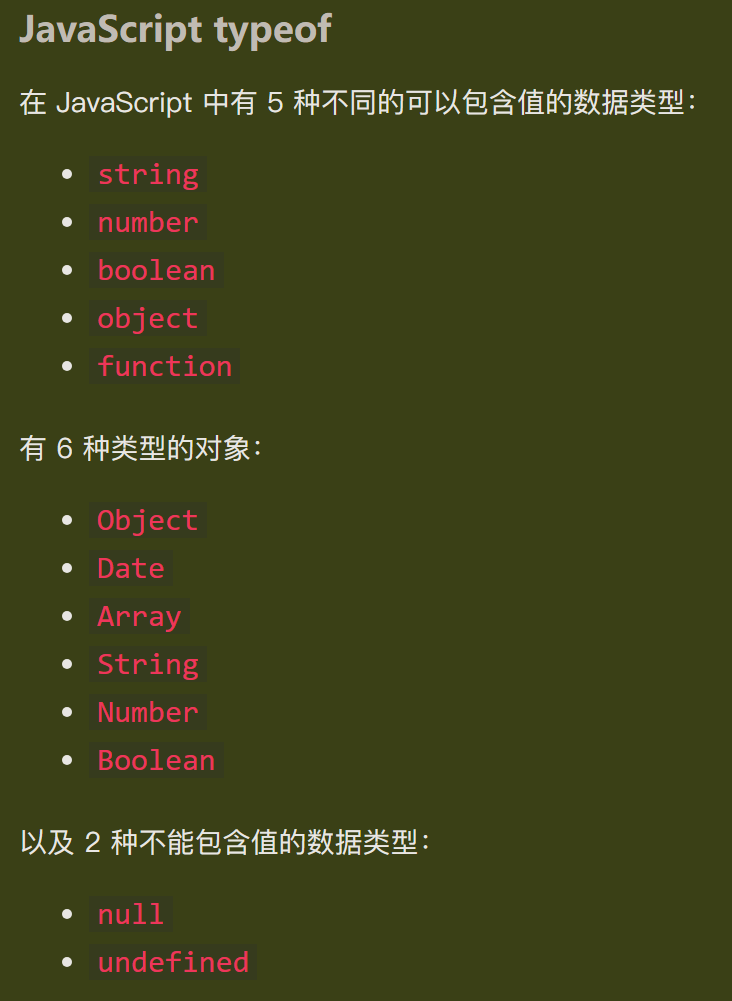 JavaScript typeof
在 JavaScript 中有 5 种不同的可以包含值的数据类型：
string
number
boolean
object
function
有 6 种类型的对象：
Object
Date
Array
String
Number
Boolean
以及 2 种不能包含值的数据类型：
null
undefined